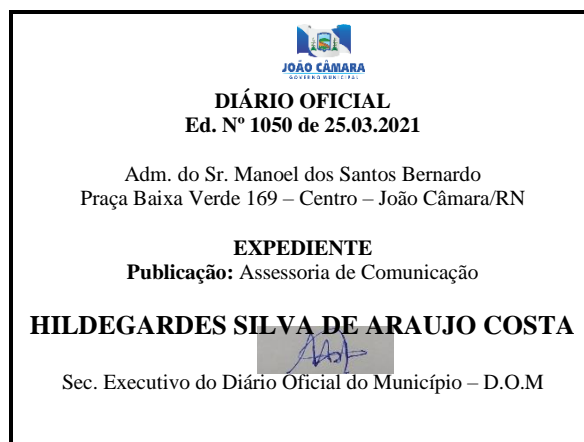 JOÃO CÂMARA
GOVERNO MUNICIPAL
DIÁRIO OFICIAL
Ed. Nº 1050 de 25.03.2021
Adm. do Sr. Manoel dos Santos Bernardo
Praça Baixa Verde 169 – Centro – João Câmara/RN
EXPEDIENTE
Publicação: Assessoria de Comunicação
HILDEGARDES SILVA DE ARAUJO COSTA
Sec. Executivo do Diário Oficial do Município – D.O.M